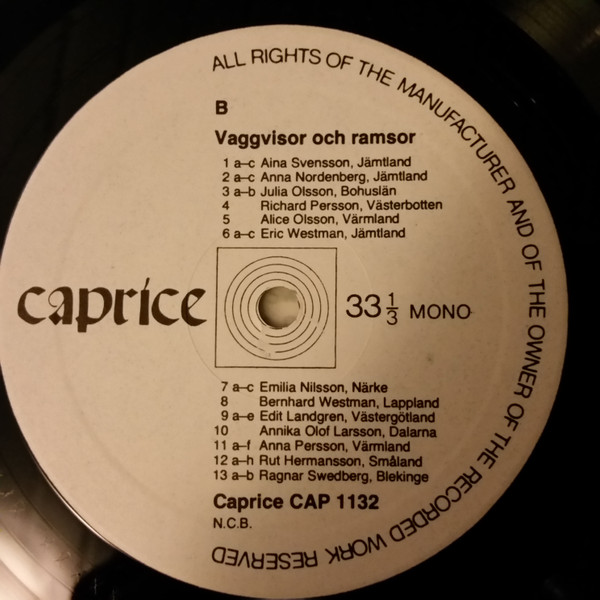 ALL RIGHTS OF THE MANUFACTURER AND OF THE OWNER OF THE RECORDED WORK RESERVED
B
Vaggvisor och ramsor
1 a–c Aina Svensson, Jämtland
2 a–c Anna Nordenberg, Jämtland
3 a–b Julia Olsson, Bohuslän
4 Richard Persson, Västerbotten
5 Alice Olsson, Värmland
6 a–c Eric Westman, Jämtland
caprice
33 1/3 MONO
7 a–c Emilia Nilsson, Närke
8 Bernhard Westman, Lappland
9 a–e Edit Landgren, Västergötland
10 Annika Olof Larsson, Dalarna
11 a–f Anna Persson, Värmland
12 a–h Rut Hermansson, Småland
13 a–b Ragnar Swedberg, Blekinge
Caprice CAP 1132
N.C.B.